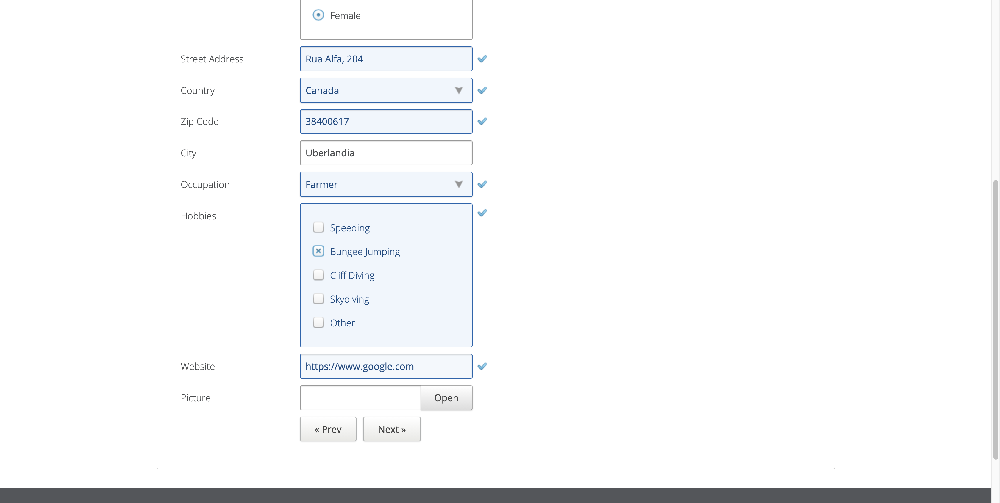 Female
Street Address Rua Alfa, 204
Country Canada
Zip Code 38400617
City Uberlandia
Occupation Farmer
Hobbies
Speeding
Bungee Jumping
Cliff Diving
Skydiving
Other
Website https://www.google.com
Picture Open
« Prev Next »